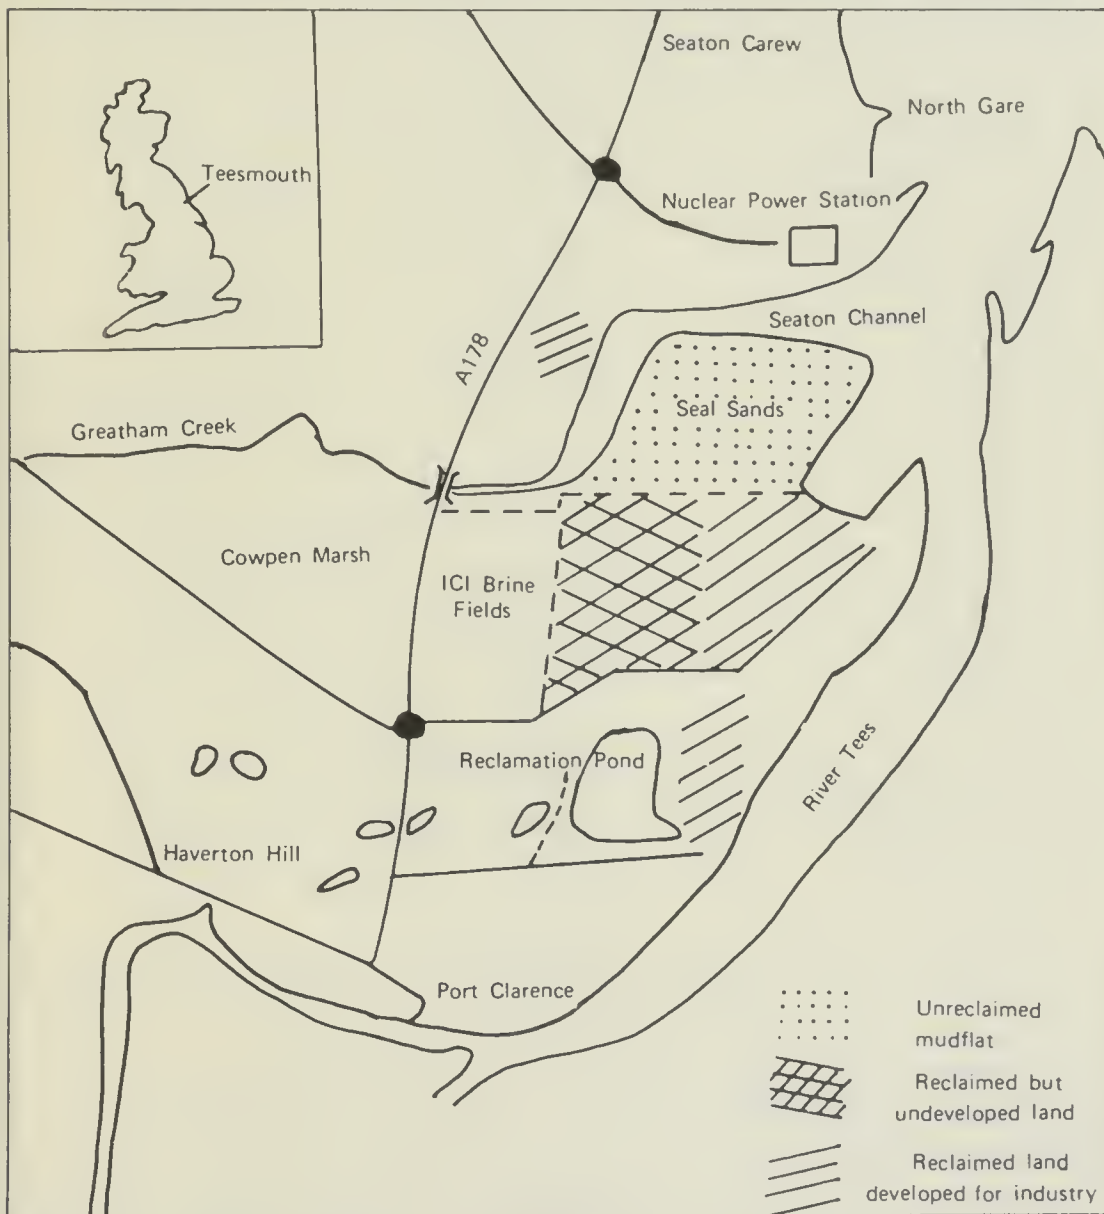 Seaton Carew
North Gare
Teesmouth
Nuclear Power Station
Seaton Channel
A178
Seal Sands
Greatham Creek
Cowpen Marsh
ICI Brine
Fields
Reclamation Pond
River Tees
Haverton Hill
Port Clarence
Unreclaimed
mudflat
Reclaimed but
undeveloped land
Reclaimed land
developed for industry